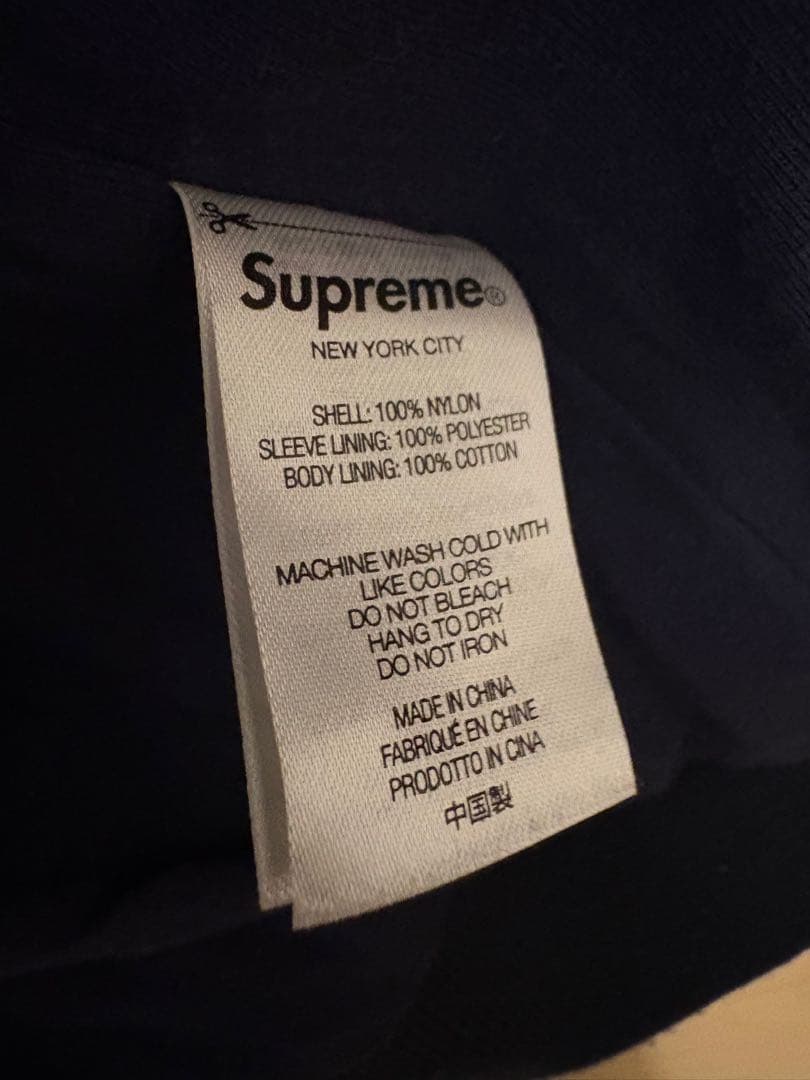 Supreme®
NEW YORK CITY
SHELL: 100% NYLON
SLEEVE LINING: 100% POLYESTER
BODY LINING: 100% COTTON
MACHINE WASH COLD WITH
LIKE COLORS
DO NOT BLEACH
HANG TO DRY
DO NOT IRON
MADE IN CHINA
FABRIQUÉ EN CHINE
PRODOTTO IN CINA
中国製